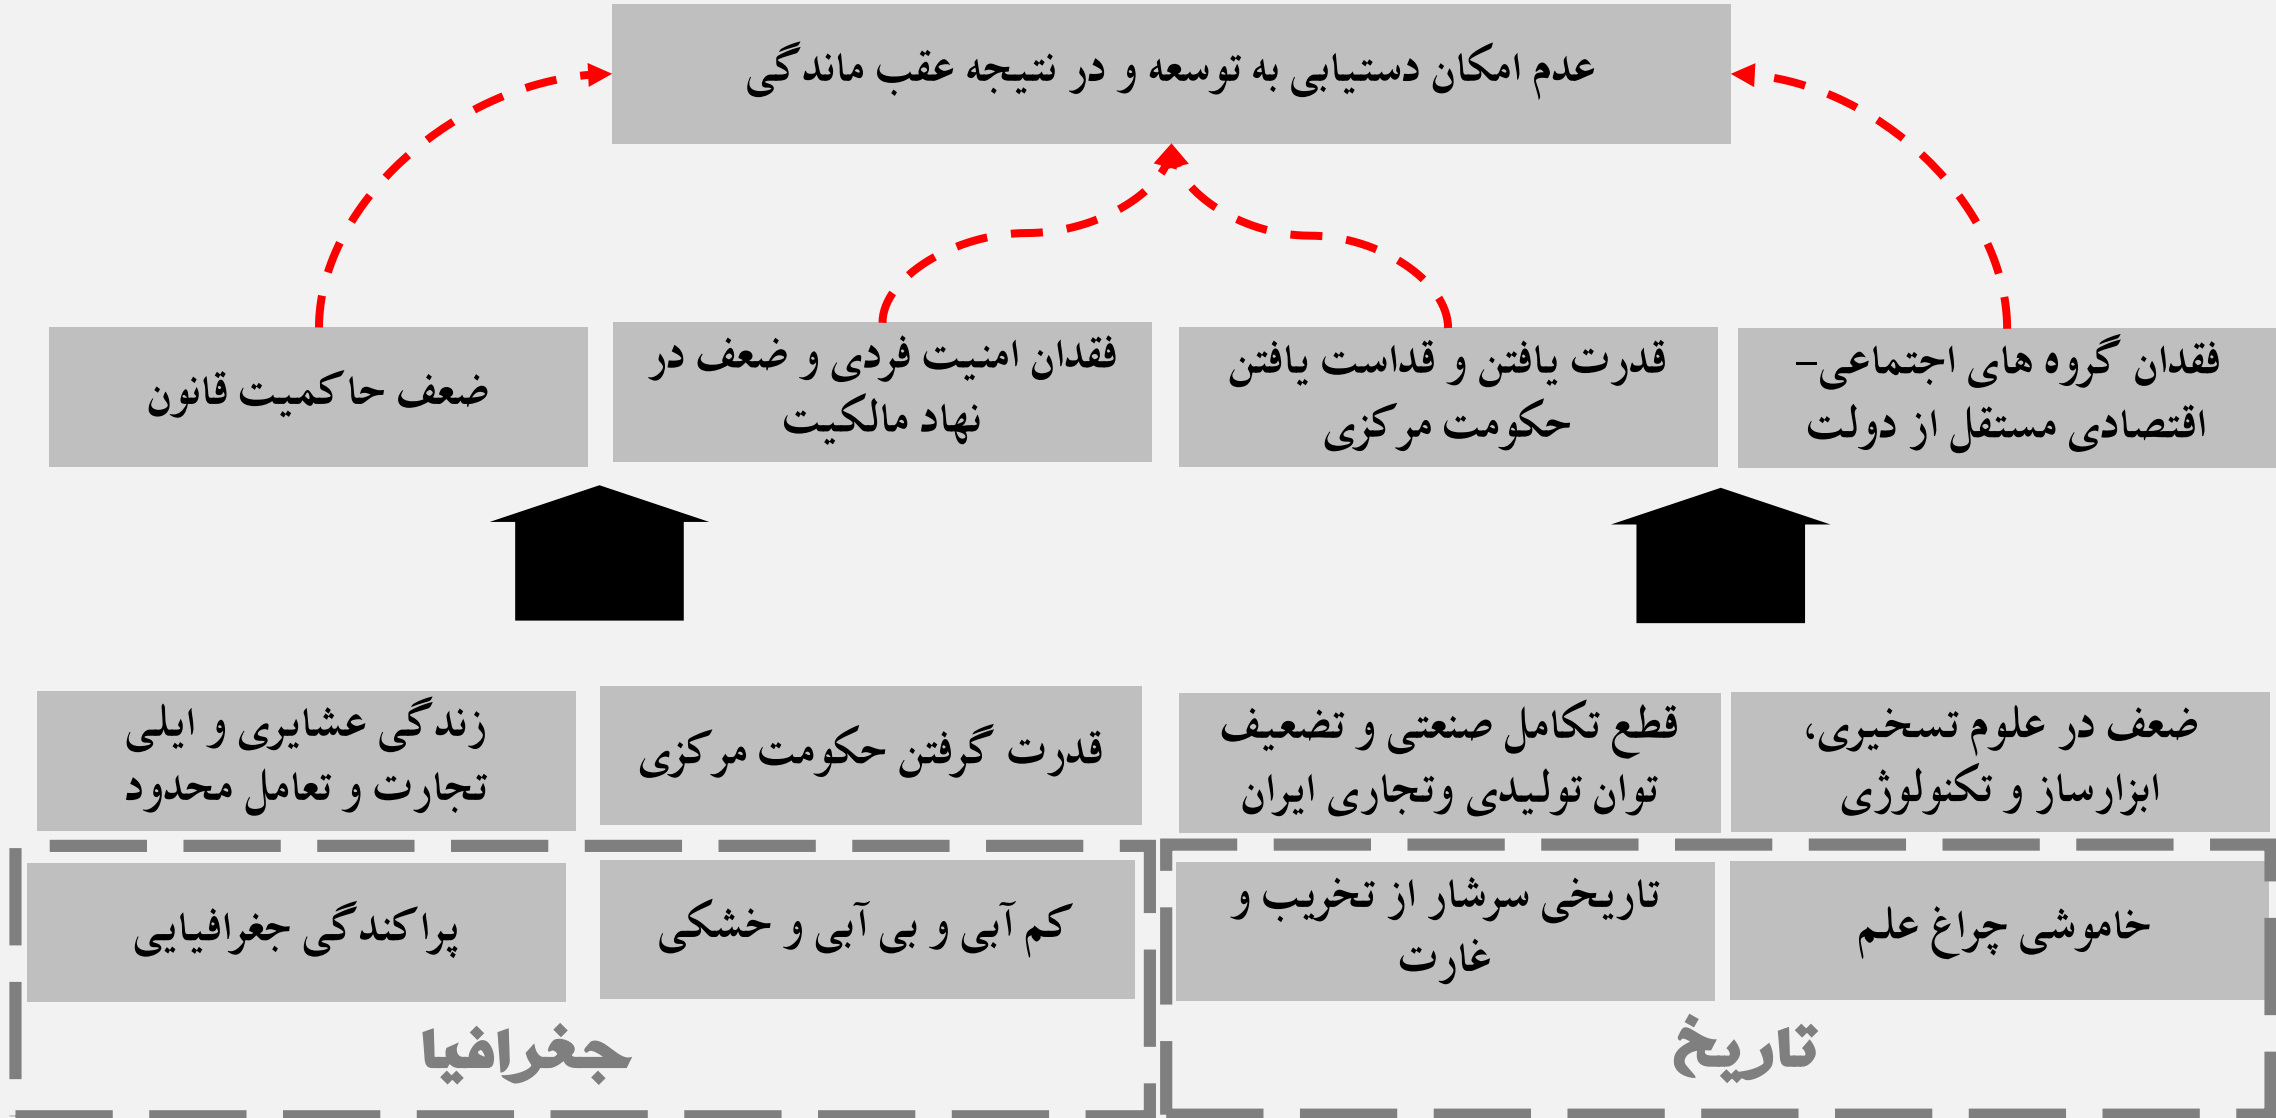 عدم امکان دستیابی به توسعه و در نتیجه عقب ماندگی
فقدان گروه های اجتماعی-
اقتصادی مستقل از دولت
قدرت یافتن و قداست یافتن
حکومت مرکزی
فقدان امنیت فردی و ضعف در
نهاد مالکیت
ضعف حاکمیت قانون
ضعف در علوم تسخیری،
ابزارساز و تکنولوژی
قطع تکامل صنعتی و تضعیف
توان تولیدی وتجاری ایران
قدرت گرفتن حکومت مرکزی
زندگی عشایری و ایلی
تجارت و تعامل محدود
خاموشی چراغ علم
تاریخی سرشار از تخریب و
غارت
کم آبی و بی آبی و خشکی
پراکندگی جغرافیایی
تاریخ
جغرافیا